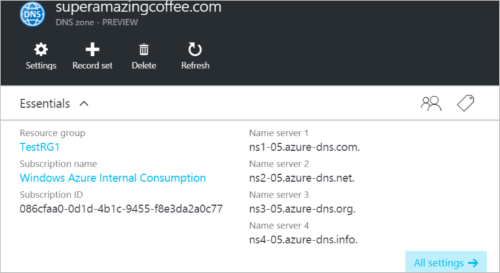 DNS
superamazingcoffee.com
DNS zone - PREVIEW
Settings
Record set
Delete
Refresh
Essentials
Resource group
TestRG1
Subscription name
Windows Azure Internal Consumption
Subscription ID
086cfaa0-0d1d-4b1c-9455-f8e3da2a0c77
Name server 1
ns1-05.azure-dns.com.
Name server 2
ns2-05.azure-dns.net.
Name server 3
ns3-05.azure-dns.org.
Name server 4
ns4-05.azure-dns.info.
All settings